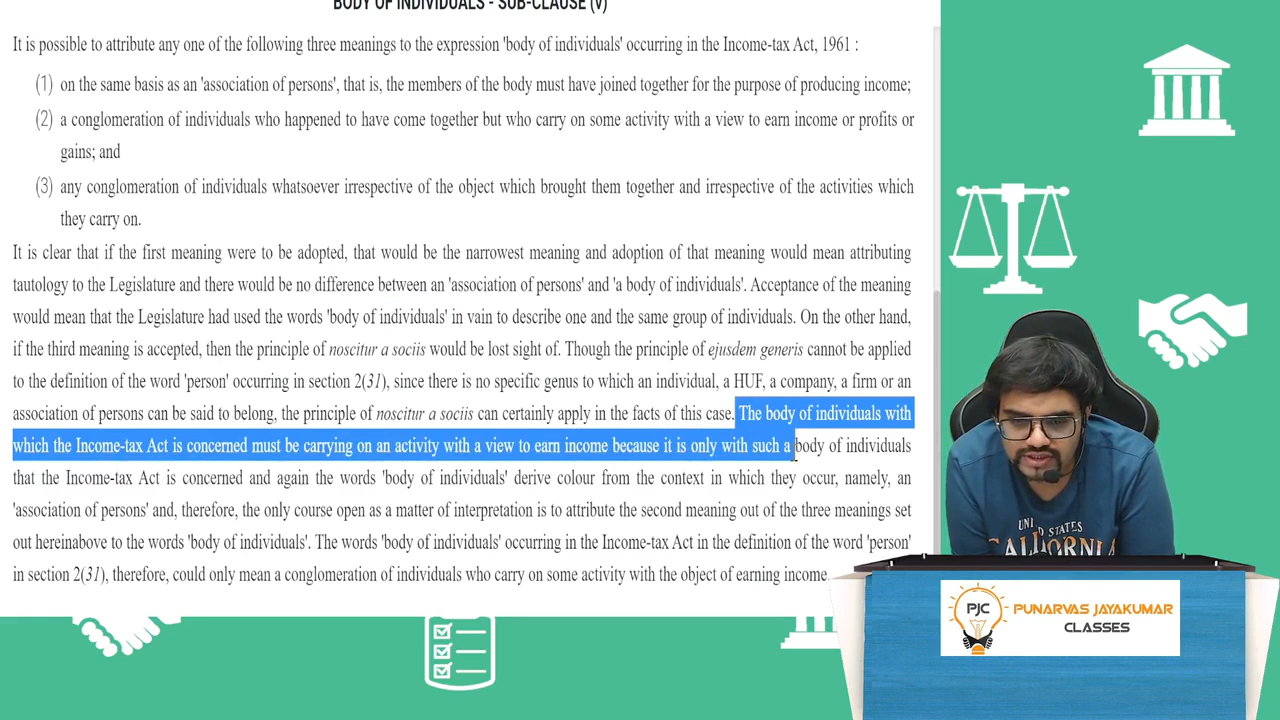 BODY OF INDIVIDUALS - SUB-CLAUSE (V)
It is possible to attribute any one of the following three meanings to the expression 'body of individuals' occurring in the Income-tax Act, 1961 :
(1) on the same basis as an 'association of persons', that is, the members of the body must have joined together for the purpose of producing income;
(2) a conglomeration of individuals who happened to have come together but who carry on some activity with a view to earn income or profits or
gains; and
(3) any conglomeration of individuals whatsoever irrespective of the object which brought them together and irrespective of the activities which
they carry on.
It is clear that if the first meaning were to be adopted, that would be the narrowest meaning and adoption of that meaning would mean attributing
tautology to the Legislature and there would be no difference between an 'association of persons' and 'a body of individuals'. Acceptance of the meaning
would mean that the Legislature had used the words 'body of individuals' in vain to describe one and the same group of individuals. On the other hand,
if the third meaning is accepted, then the principle of noscitur a sociis would be lost sight of. Though the principle of ejusdem generis cannot be applied
to the definition of the word 'person' occurring in section 2(31), since there is no specific genus to which an individual, a HUF, a company, a firm or an
association of persons can be said to belong, the principle of noscitur a sociis can certainly apply in the facts of this case. The body of individuals with
which the Income-tax Act is concerned must be carrying on an activity with a view to earn income because it is only with such a body of individuals
that the Income-tax Act is concerned and again the words 'body of individuals' derive colour from the context in which they occur, namely, an
'association of persons' and, therefore, the only course open as a matter of interpretation is to attribute the second meaning out of the three meanings set
out hereinabove to the words 'body of individuals'. The words 'body of individuals' occurring in the Income-tax Act in the definition of the word 'person'
in section 2(31), therefore, could only mean a conglomeration of individuals who carry on some activity with the object of earning income.
UNITED STATES
CALIFORNIA
PJC
PUNARVAS JAYAKUMAR
CLASSES